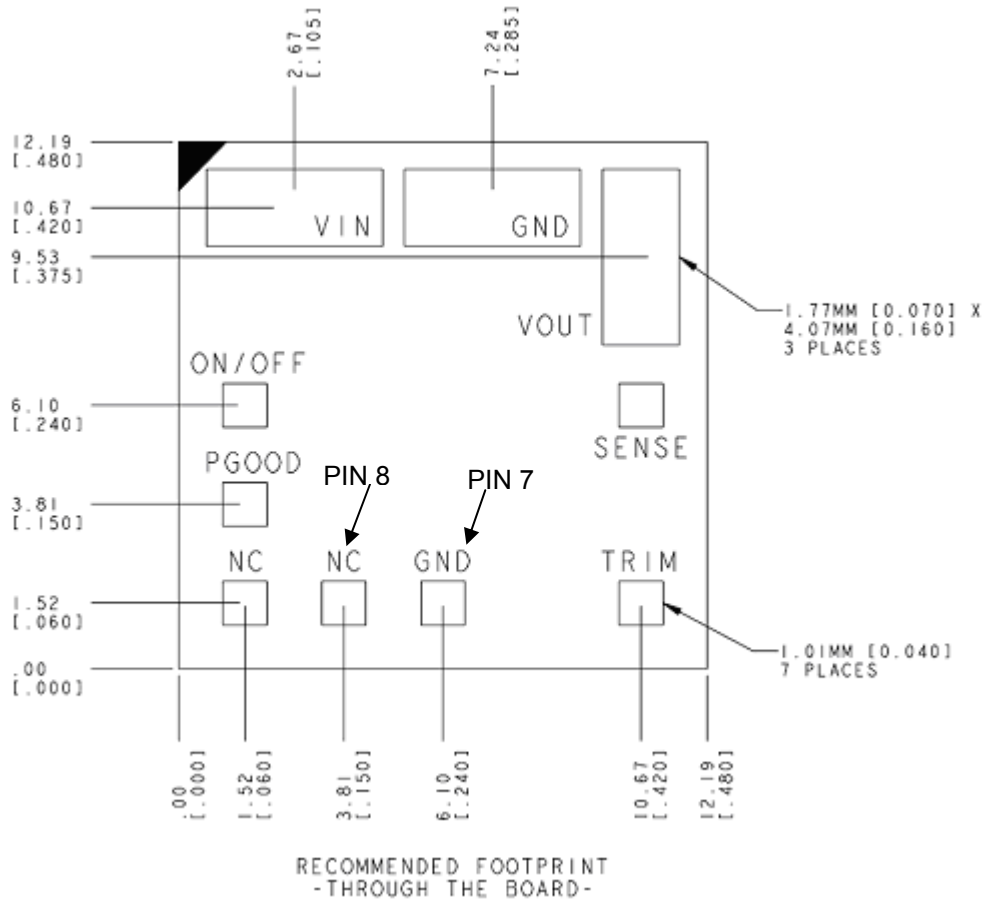 2.67
[.105]
7.24
[.285]
12.19
[.480]
10.67
[.420]
VIN
GND
9.53
[.375]
1.77MM [0.070] X
4.07MM [0.160]
3 PLACES
VOUT
ON/OFF
6.10
[.240]
SENSE
PGOOD
PIN 8
PIN 7
3.81
[.150]
NC
NC
GND
TRIM
1.52
[.060]
1.01MM [0.040]
7 PLACES
.00
[.000]
.00
[.000]
1.52
[.060]
3.81
[.150]
6.10
[.240]
10.67
[.420]
12.19
[.480]
RECOMMENDED FOOTPRINT
-THROUGH THE BOARD-